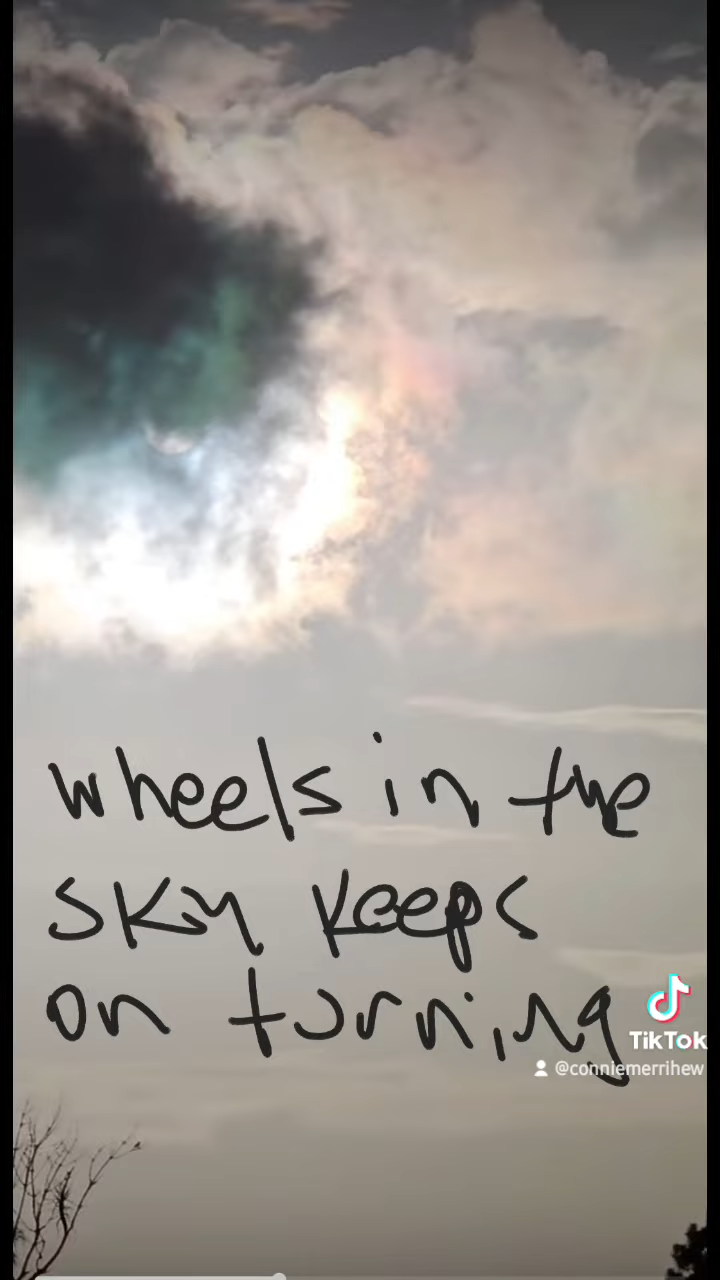 wheels in the
sky keeps
on turning
TikTok
@conniemerrihew